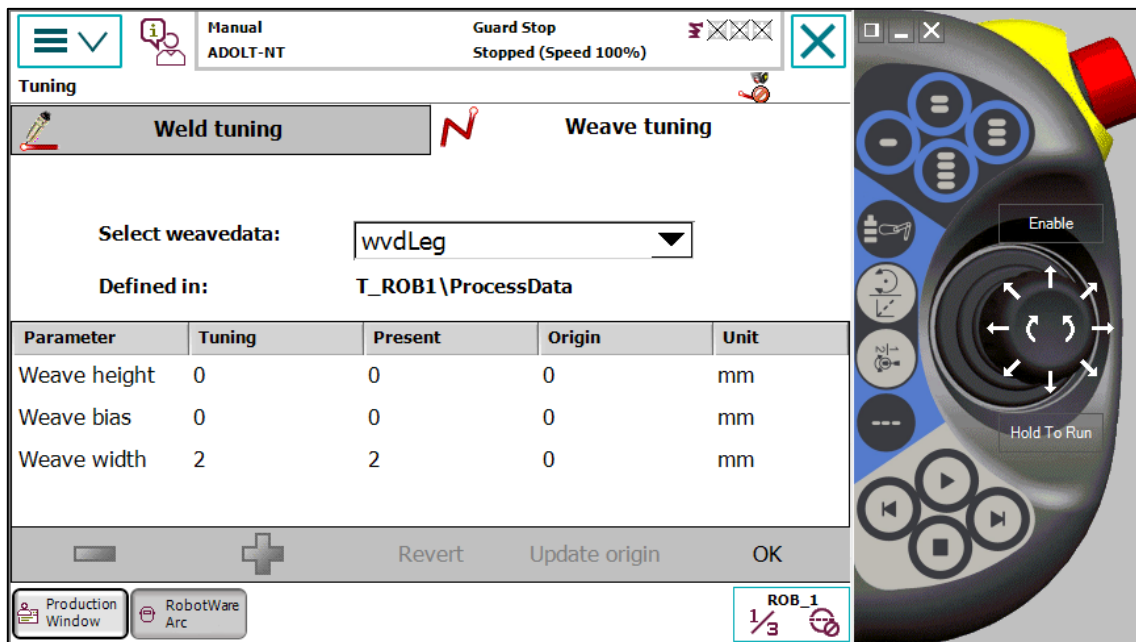 Manual
ADOLT-NT
Guard Stop
Stopped (Speed 100%)
Tuning
Weld tuning
Weave tuning
Select weavedata:
wvdLeg
Defined in:
T_ROB1\ProcessData
Parameter Tuning Present Origin Unit
Weave height 0 0 0 mm
Weave bias 0 0 0 mm
Weave width 2 2 0 mm
Revert Update origin OK
Production
Window
RobotWare
Arc
ROB_1
1/3
Enable
Hold To Run
1/2